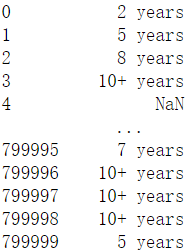 0 2 years
1 5 years
2 8 years
3 10+ years
4 NaN
...
799995 7 years
799996 10+ years
799997 10+ years
799998 10+ years
799999 5 years